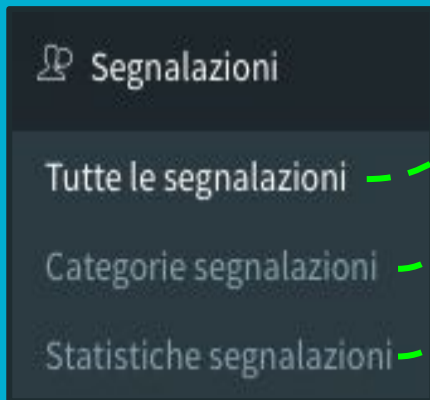 Segnalazioni
Tutte le segnalazioni
Categorie segnalazioni
Statistiche segnalazioni